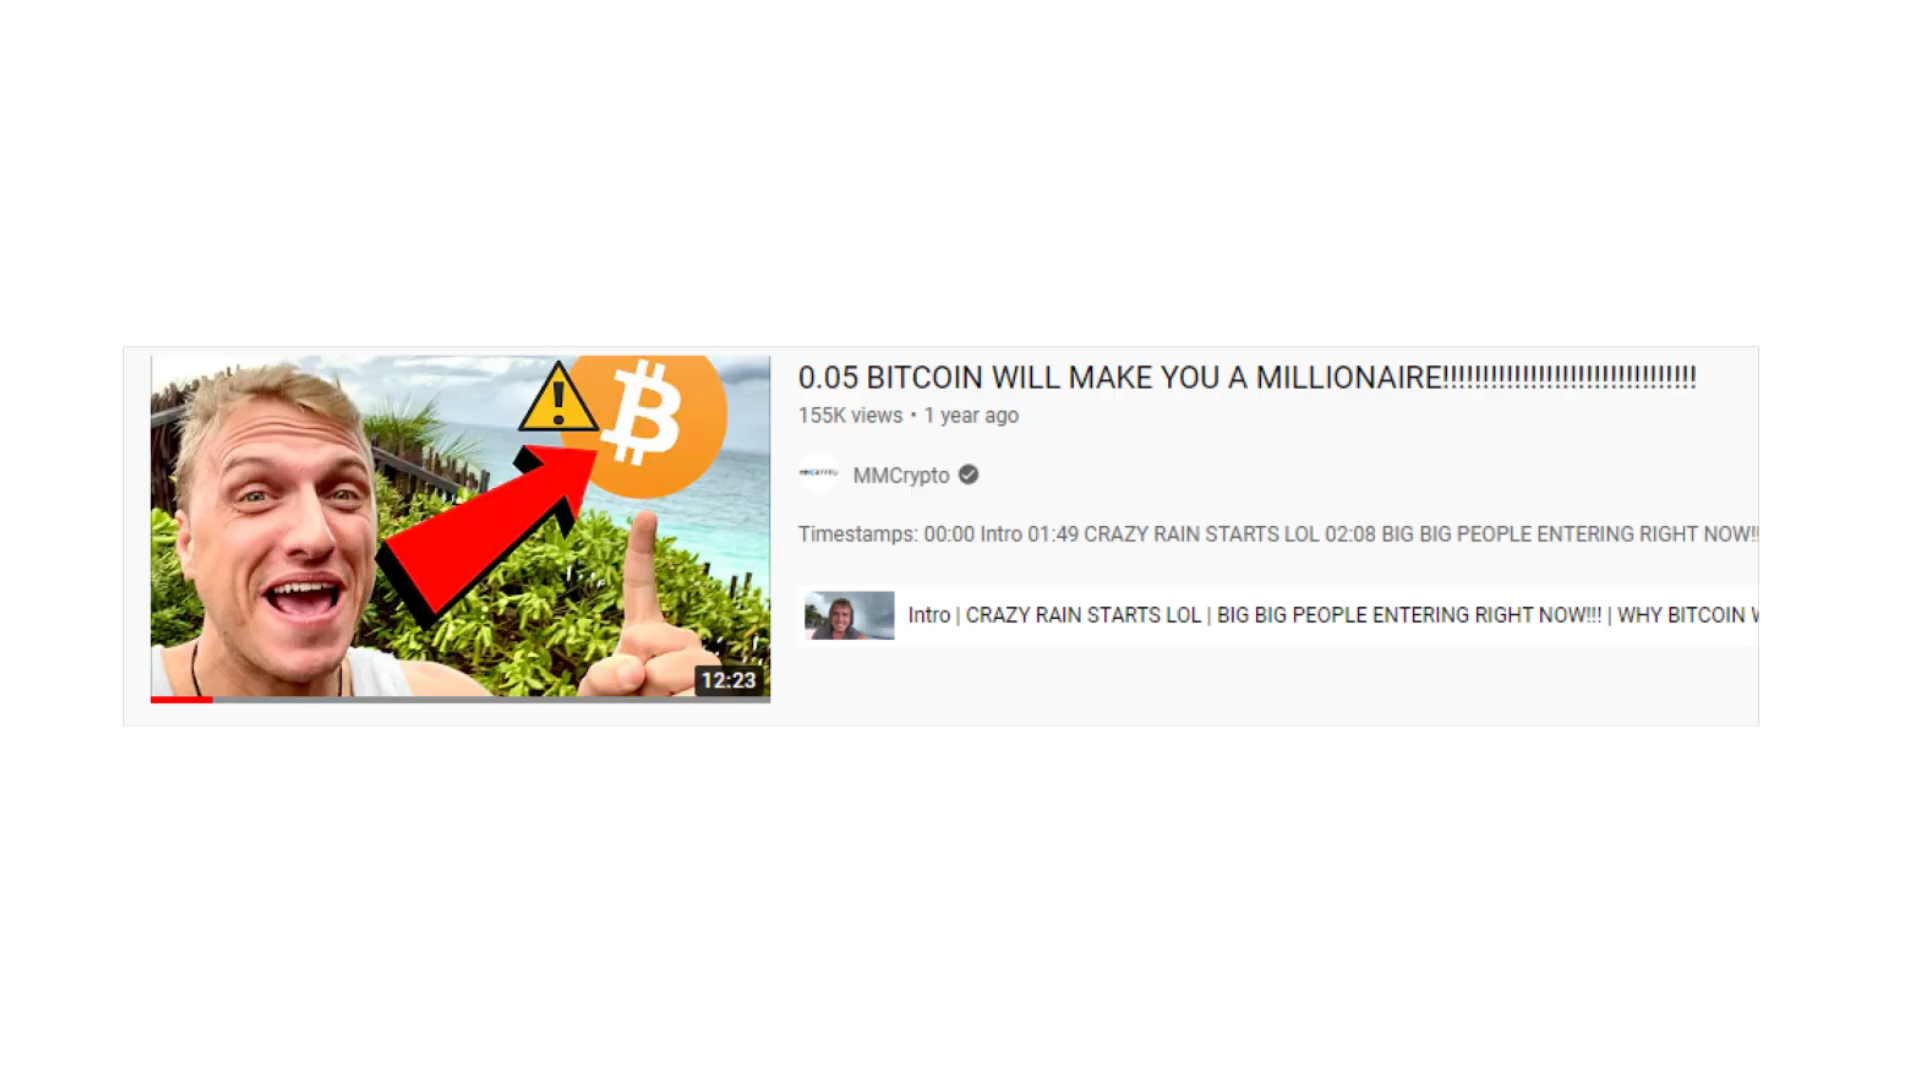 0.05 BITCOIN WILL MAKE YOU A MILLIONAIRE!!!!!!!!!!!!!!!!!!!!!!!!!!!!!!!!
155K views • 1 year ago
MMCrypto
Timestamps: 00:00 Intro 01:49 CRAZY RAIN STARTS LOL 02:08 BIG BIG PEOPLE ENTERING RIGHT NOW!!
Intro | CRAZY RAIN STARTS LOL | BIG BIG PEOPLE ENTERING RIGHT NOW!!! | WHY BITCOIN
12:23